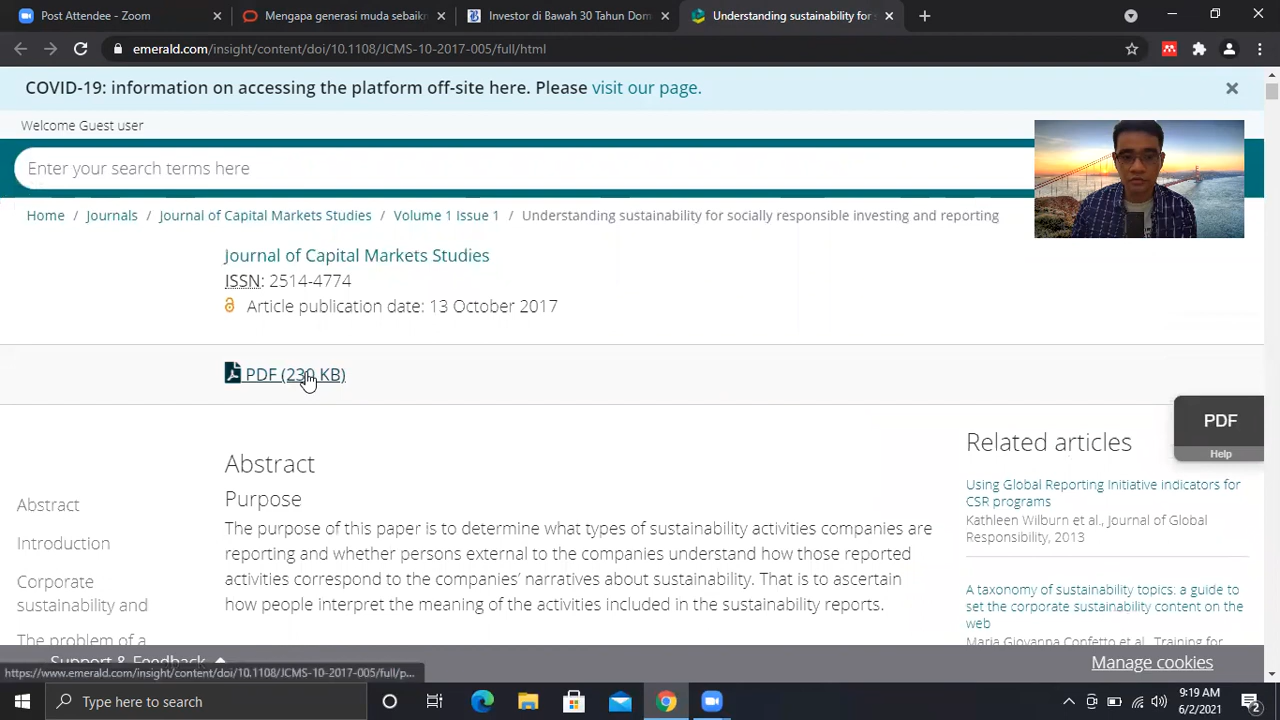 Post Attendee - Zoom
Mengapa generasi muda sebaikn
Investor di Bawah 30 Tahun Dom
Understanding sustainability for s
emerald.com/insight/content/doi/10.1108/JCMS-10-2017-005/full/html
COVID-19: information on accessing the platform off-site here. Please visit our page.
Welcome Guest user
Enter your search terms here
Home / Journals / Journal of Capital Markets Studies / Volume 1 Issue 1 / Understanding sustainability for socially responsible investing and reporting
Journal of Capital Markets Studies
ISSN: 2514-4774
Article publication date: 13 October 2017
PDF (230 KB)
PDF
Help
Abstract
Purpose
The purpose of this paper is to determine what types of sustainability activities companies are
reporting and whether persons external to the companies understand how those reported
activities correspond to the companies' narratives about sustainability. That is to ascertain
how people interpret the meaning of the activities included in the sustainability reports.
Abstract
Introduction
Corporate
sustainability and
The problem of a
Related articles
Using Global Reporting Initiative indicators for
CSR programs
Kathleen Wilburn et al., Journal of Global
Responsibility, 2013
A taxonomy of sustainability topics: a guide to
set the corporate sustainability content on the
web
Maria Giovanna Confetto et al., Training for
Support & Feedback
Manage cookies
https://www.emerald.com/insight/content/doi/10.1108/JCMS-10-2017-005/full/p...
Type here to search
9:19 AM
6/2/2021
2